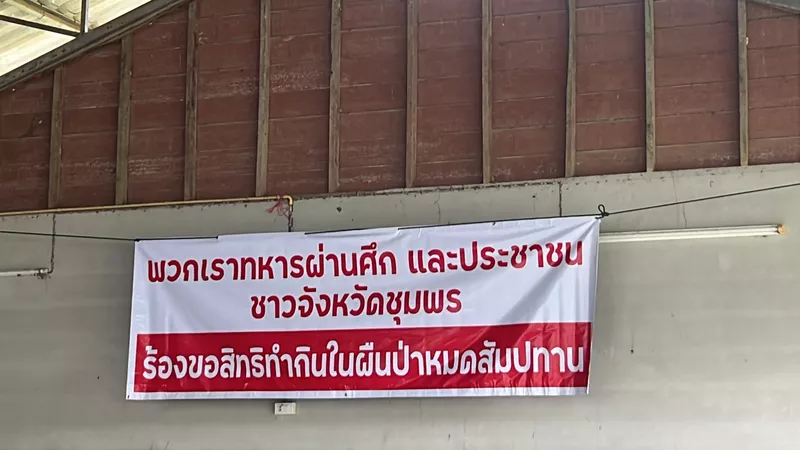 พวกเราทหารผ่านศึก และประชาชน
ชาวจังหวัดชุมพร
ร้องขอสิทธิทำกินในผืนป่าหมดสัมปทาน